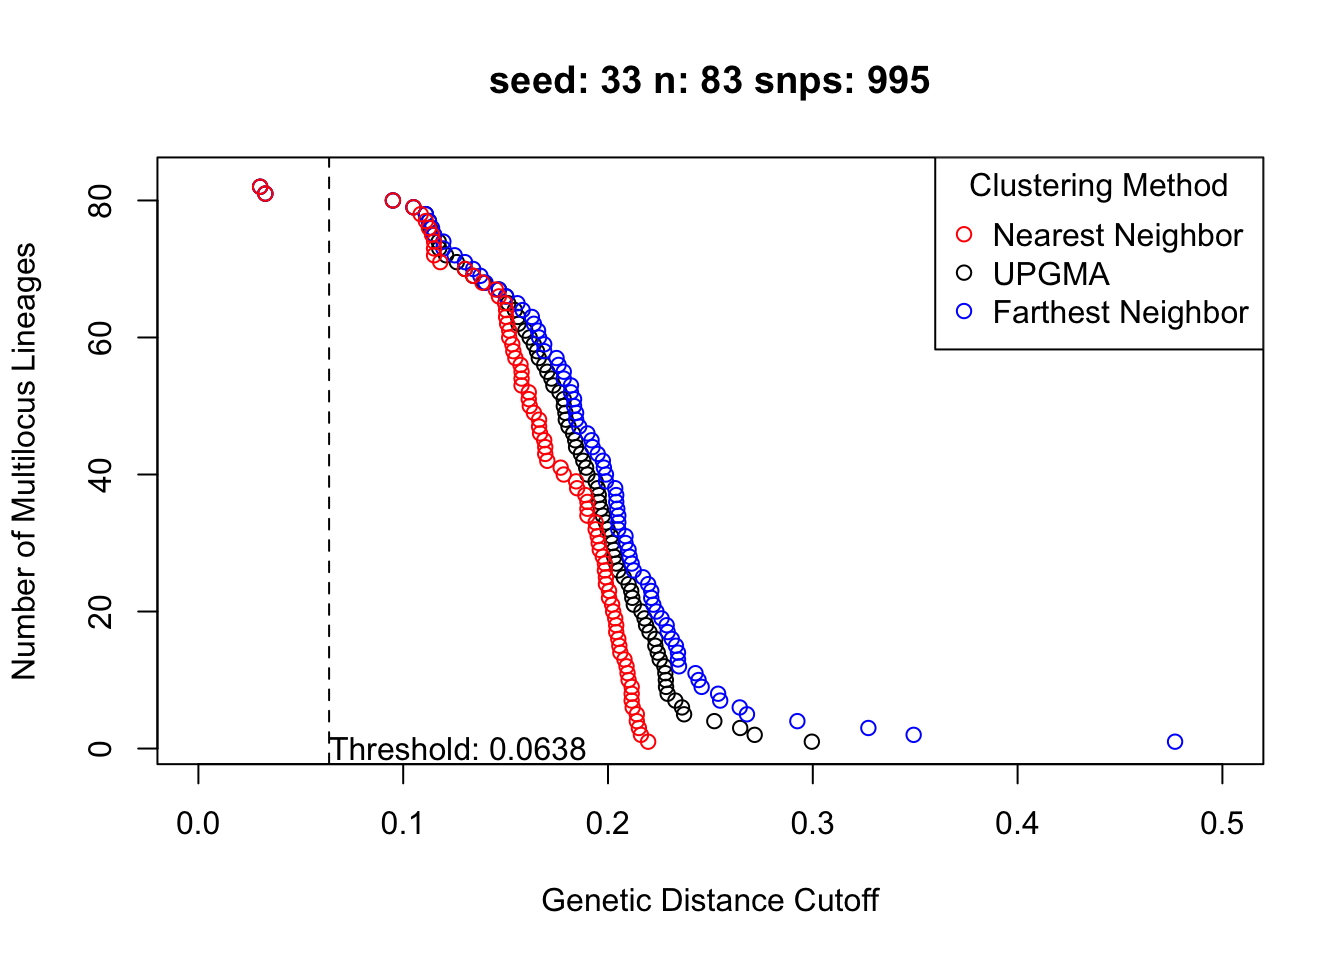 seed: 33 n: 83 snps: 995
Clustering Method
Nearest Neighbor
UPGMA
Farthest Neighbor
Number of Multilocus Lineages
80
60
40
20
0
Threshold: 0.0638
0.0 0.1 0.2 0.3 0.4 0.5
Genetic Distance Cutoff